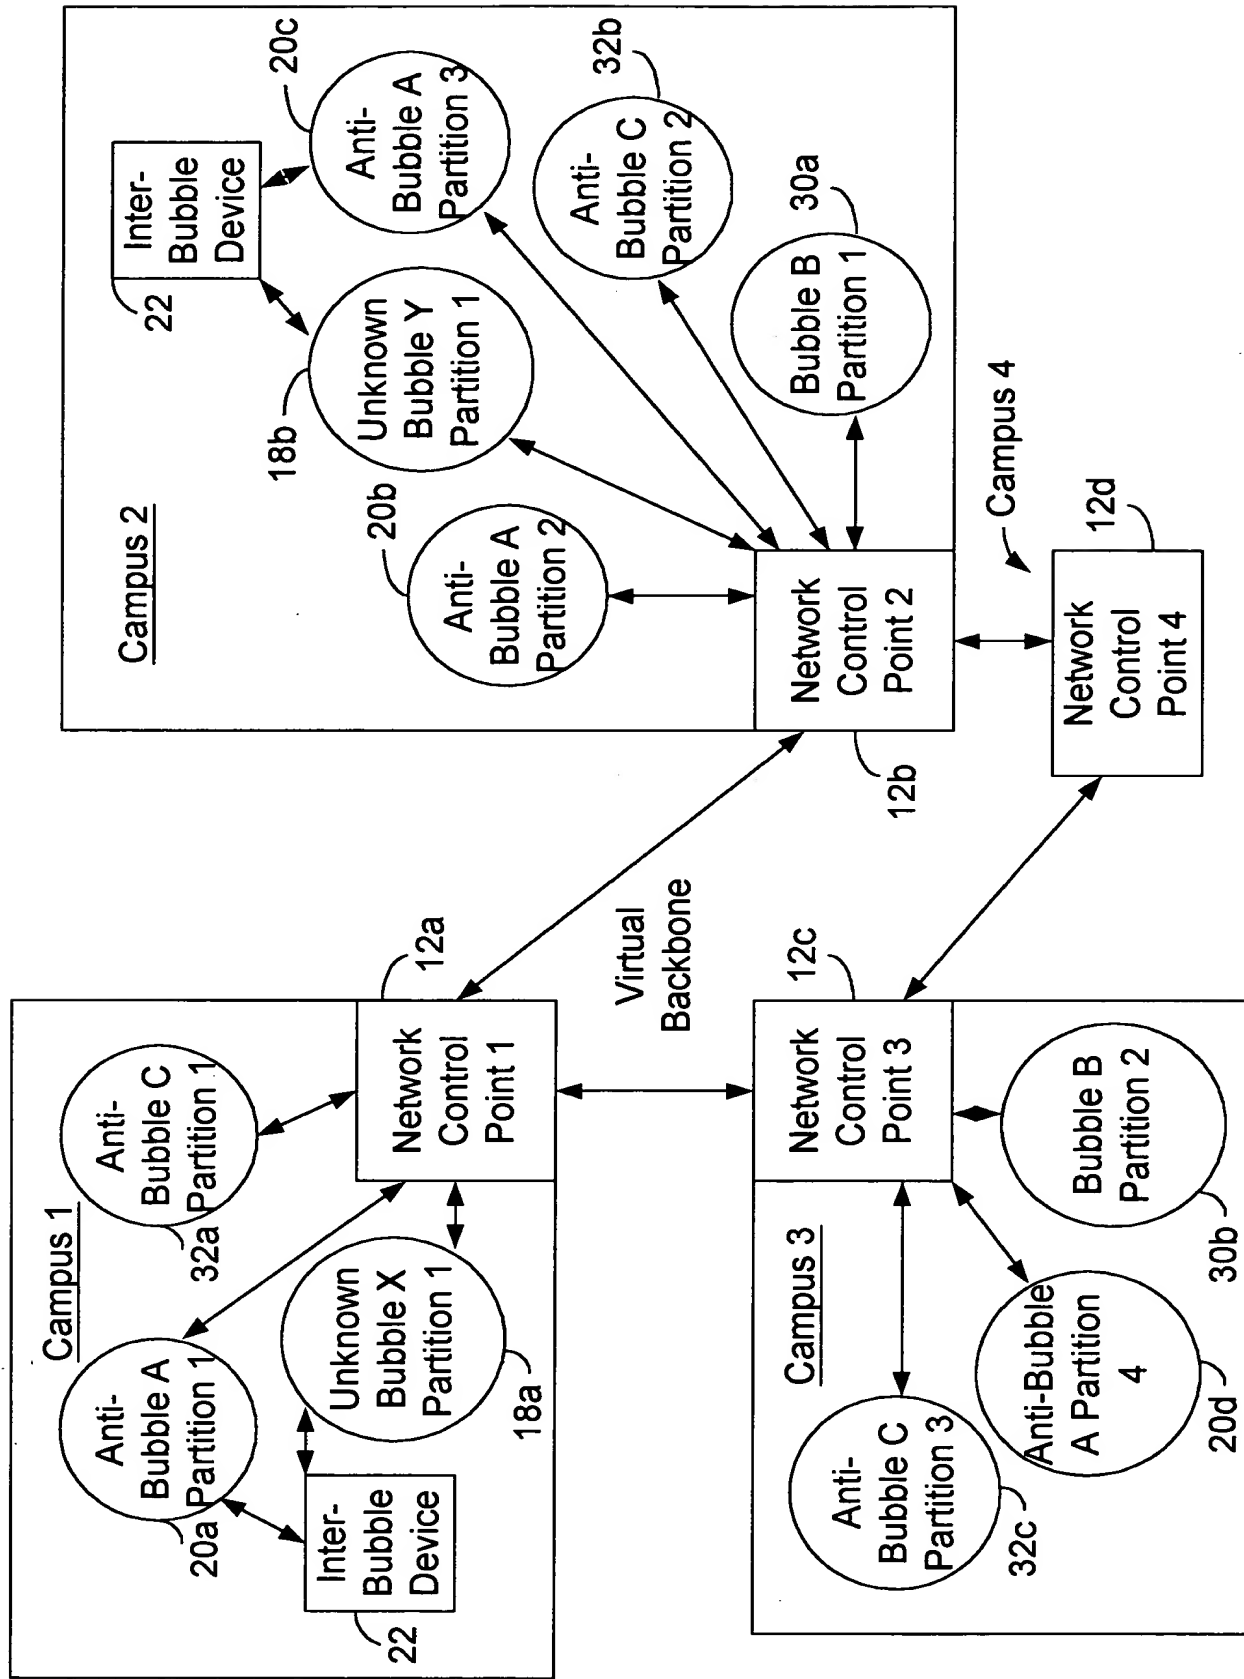 Campus 1
Anti-
Bubble A
Partition 1
20a
Anti-
Bubble C
Partition 1
32a
Inter-
Bubble
Device
22
Unknown
Bubble X
Partition 1
18a
Network
Control
Point 1
12a
Virtual
Backbone
Campus 2
Inter-
Bubble
Device
22
Anti-
Bubble A
Partition 3
20c
Unknown
Bubble Y
Partition 1
18b
Anti-
Bubble A
Partition 2
20b
Anti-
Bubble C
Partition 2
32b
Bubble B
Partition 1
30a
Network
Control
Point 2
12b
Campus 3
Network
Control
Point 3
12c
Anti-
Bubble C
Partition 3
32c
Anti-Bubble
A Partition
4
20d
Bubble B
Partition 2
30b
Campus 4
Network
Control
Point 4
12d